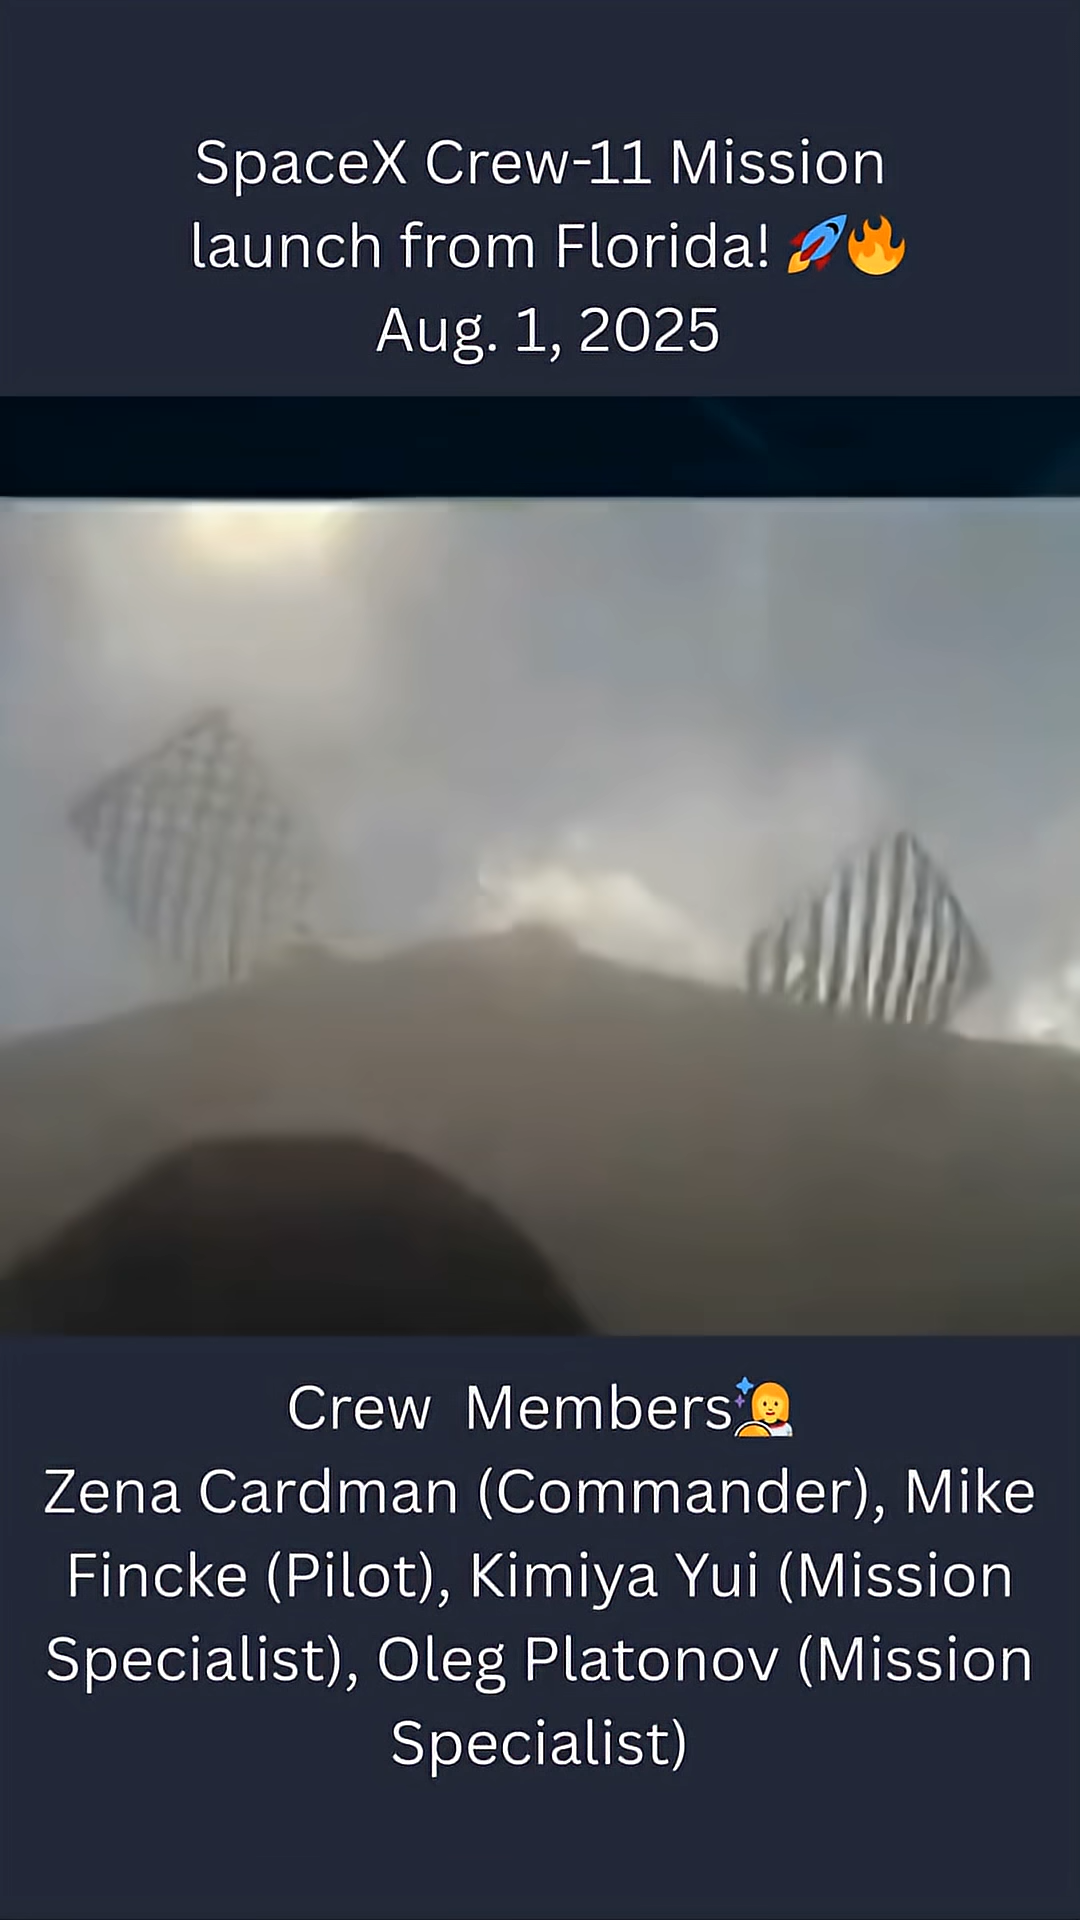 SpaceX Crew-11 Mission
launch from Florida! 🚀🔥
Aug. 1, 2025
Crew Members👩‍🚀
Zena Cardman (Commander), Mike
Fincke (Pilot), Kimiya Yui (Mission
Specialist), Oleg Platonov (Mission
Specialist)